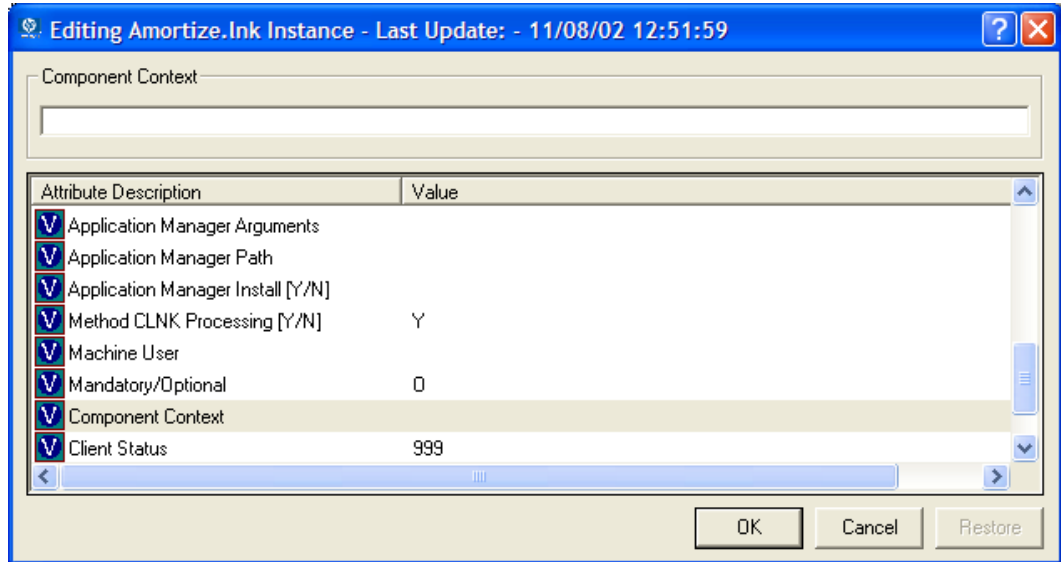 Editing Amortize.lnk Instance - Last Update: - 11/08/02 12:51:59
Component Context
Attribute Description Value
V Application Manager Arguments
V Application Manager Path
V Application Manager Install [Y/N]
V Method CLNK Processing [Y/N] Y
V Machine User
V Mandatory/Optional O
V Component Context
V Client Status 999
OK Cancel Restore